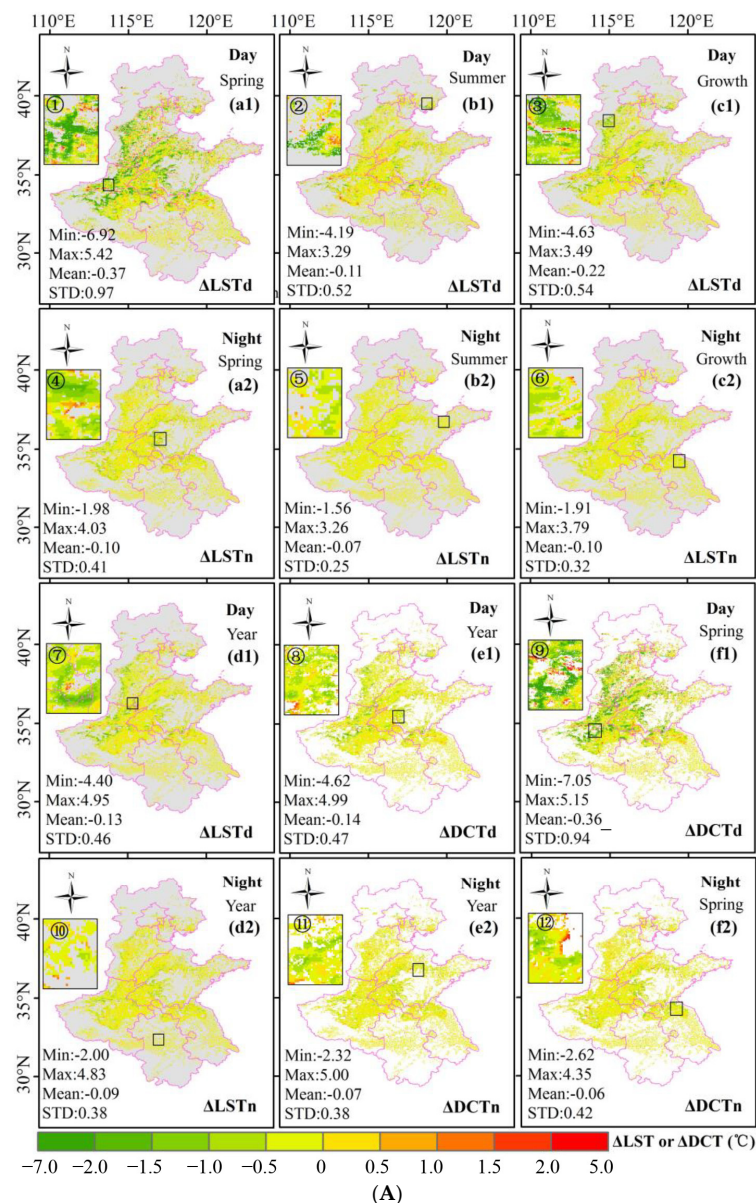 110°E 115°E 120°E 110°E 115°E 120°E 110°E 115°E 120°E
40°N 35°N 30°N
N
①
Day
Spring
(a1)
Min:-6.92
Max:5.42
Mean:-0.37
STD:0.97
ΔLSTd
N
②
Day
Summer
(b1)
Min:-4.19
Max:3.29
Mean:-0.11
STD:0.52
ΔLSTd
N
③
Day
Growth
(c1)
Min:-4.63
Max:3.49
Mean:-0.22
STD:0.54
ΔLSTd
40°N 35°N 30°N
N
④
Night
Spring
(a2)
Min:-1.98
Max:4.03
Mean:-0.10
STD:0.41
ΔLSTn
N
⑤
Night
Summer
(b2)
Min:-1.56
Max:3.26
Mean:-0.07
STD:0.25
ΔLSTn
N
⑥
Night
Growth
(c2)
Min:-1.91
Max:3.79
Mean:-0.10
STD:0.32
ΔLSTn
40°N 35°N 30°N
N
⑦
Day
Year
(d1)
Min:-4.40
Max:4.95
Mean:-0.13
STD:0.46
ΔLSTd
N
⑧
Day
Year
(e1)
Min:-4.62
Max:4.99
Mean:-0.14
STD:0.47
ΔDCTd
N
⑨
Day
Spring
(f1)
Min:-7.05
Max:5.15
Mean:-0.36
STD:0.94
ΔDCTd
40°N 35°N 30°N
N
⑩
Night
Year
(d2)
Min:-2.00
Max:4.83
Mean:-0.09
STD:0.38
ΔLSTn
N
⑪
Night
Year
(e2)
Min:-2.32
Max:5.00
Mean:-0.07
STD:0.38
ΔDCTn
N
⑫
Night
Spring
(f2)
Min:-2.62
Max:4.35
Mean:-0.06
STD:0.42
ΔDCTn
ΔLST or ΔDCT (℃)
−7.0 −2.0 −1.5 −1.0 −0.5 0 0.5 1.0 1.5 2.0 5.0
(A)